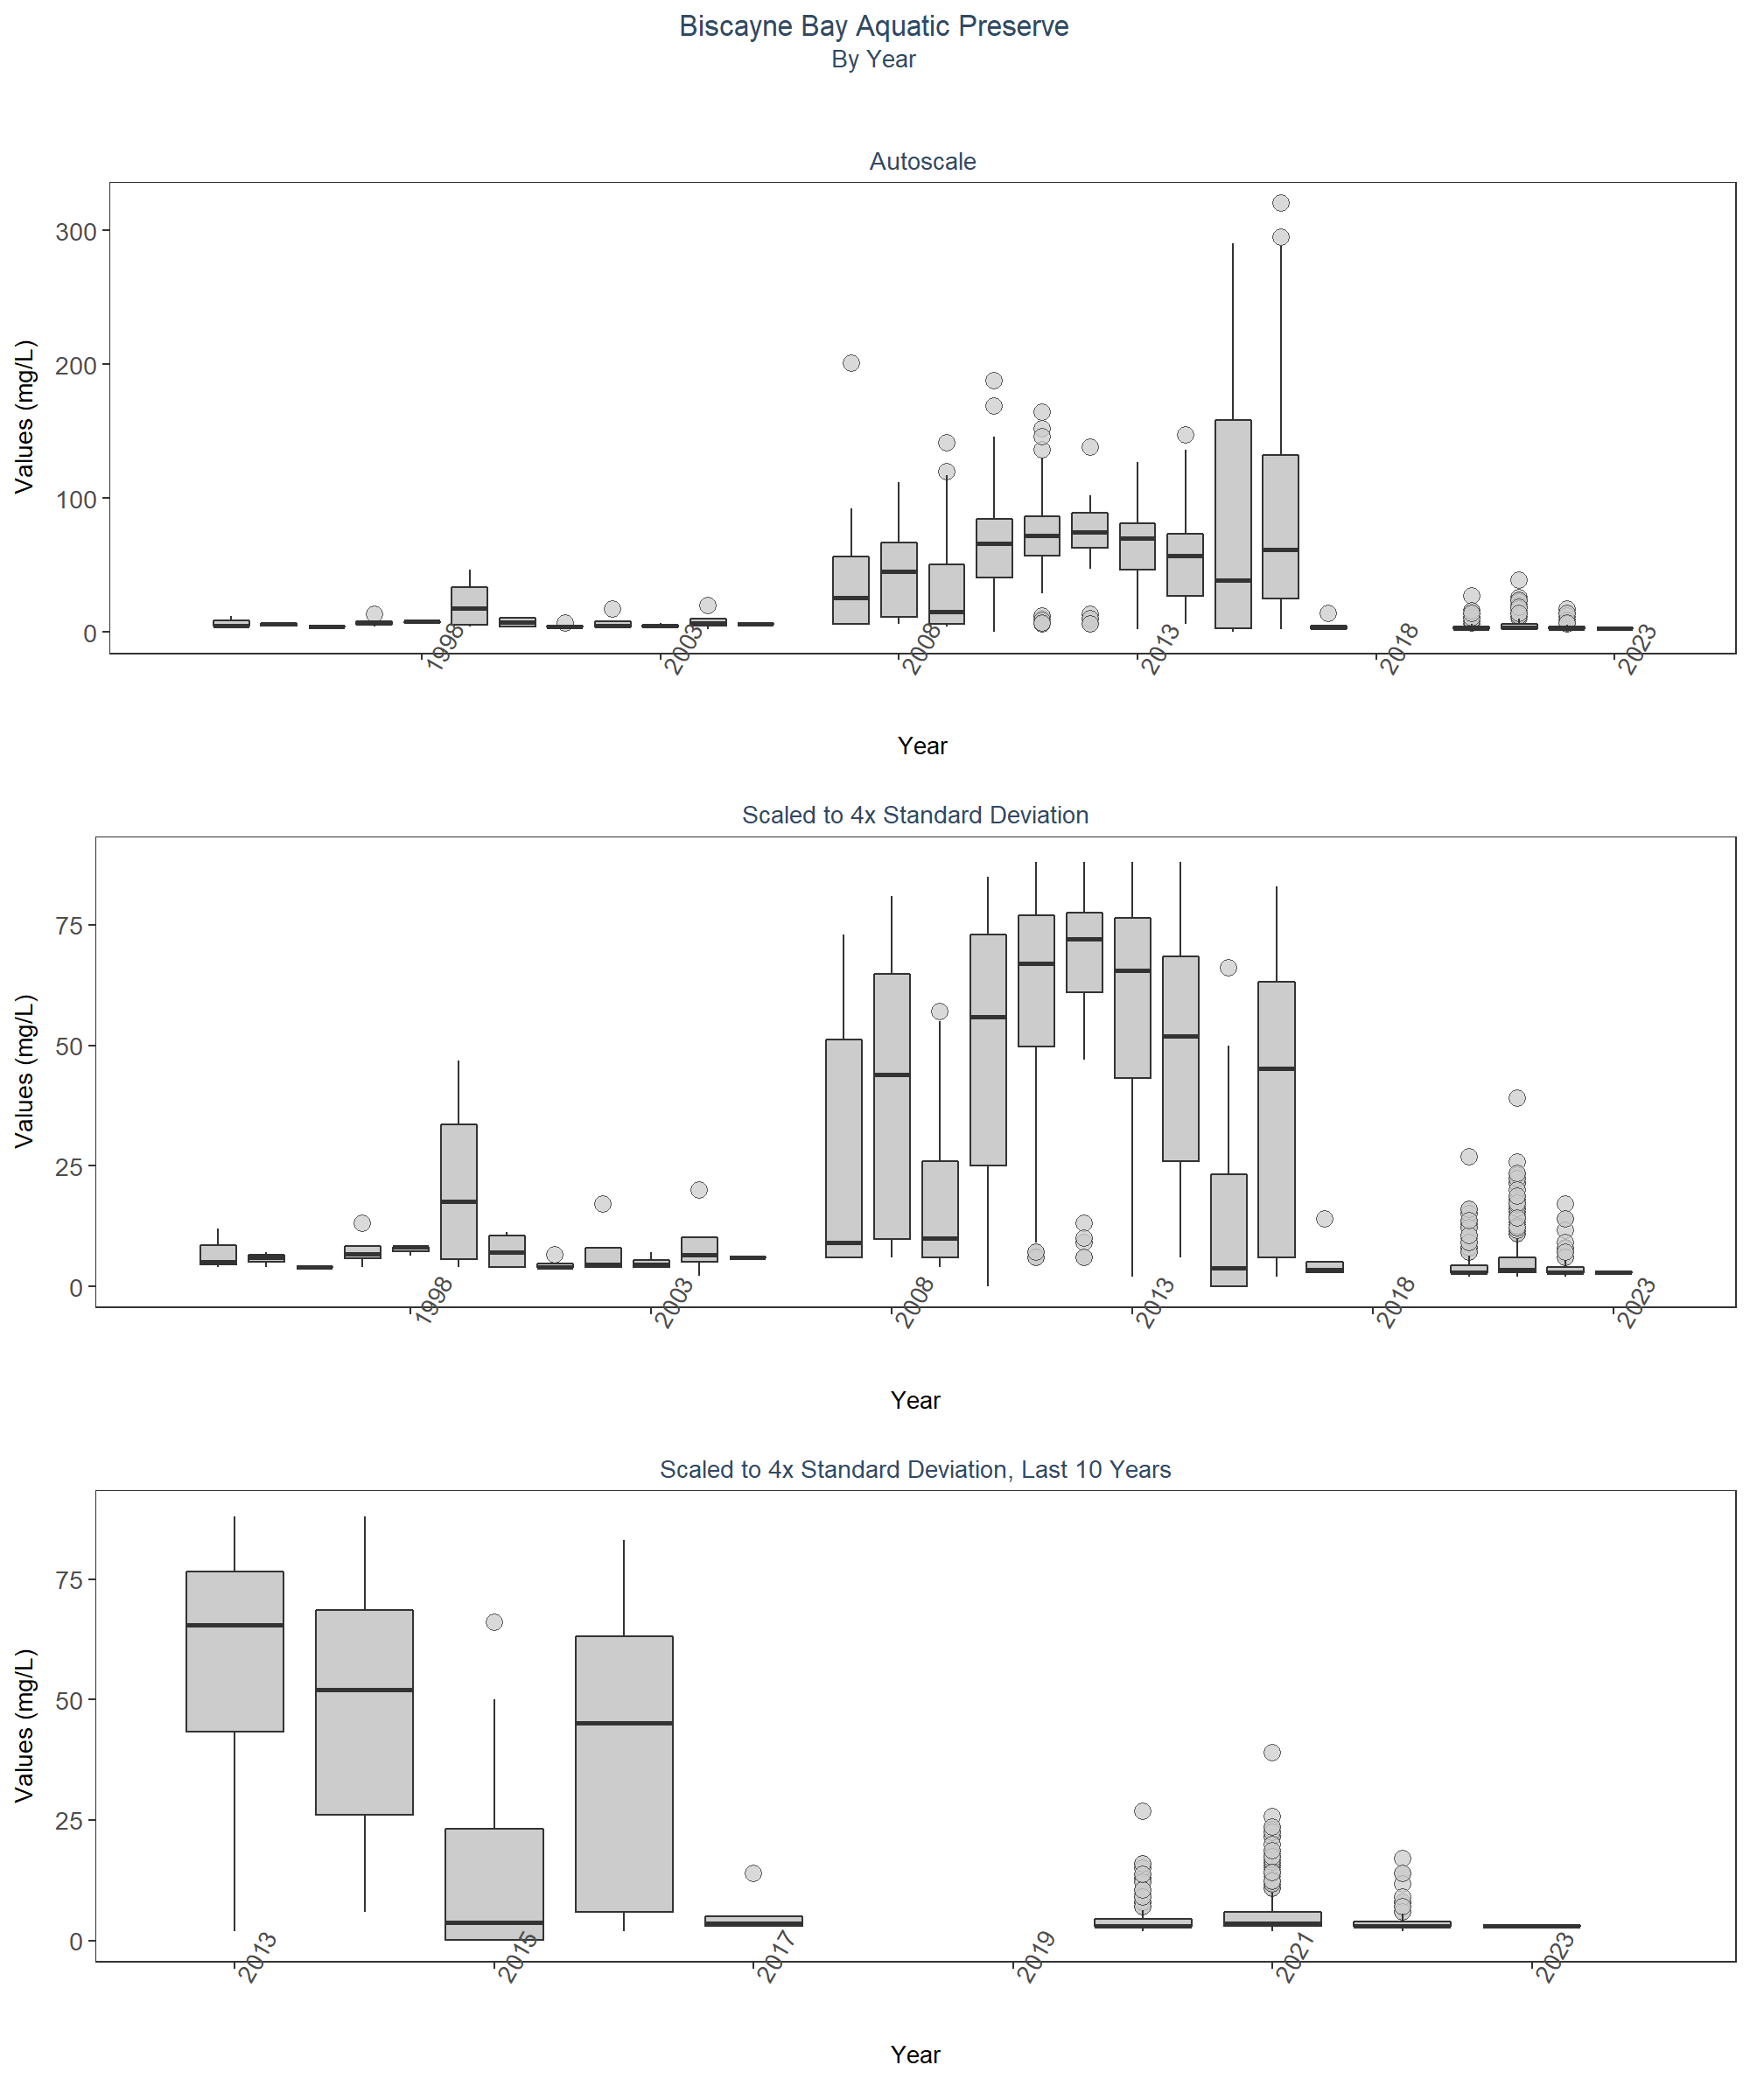 Biscayne Bay Aquatic Preserve
By Year
Autoscale
Values (mg/L)
300
200
100
0
1998
2003
2008
2013
2018
2023
Year
Scaled to 4x Standard Deviation
Values (mg/L)
75
50
25
0
1998
2003
2008
2013
2018
2023
Year
Scaled to 4x Standard Deviation, Last 10 Years
Values (mg/L)
75
50
25
0
2013
2015
2017
2019
2021
2023
Year